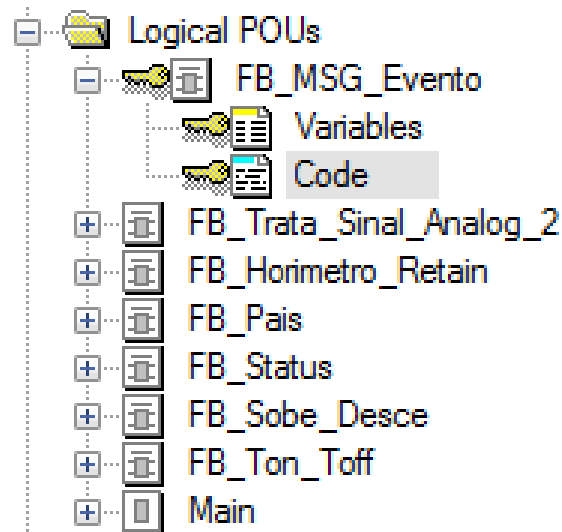 Logical POUs
FB_MSG_Evento
Variables
Code
FB_Trata_Sinal_Analog_2
FB_Horimetro_Retain
FB_Pais
FB_Status
FB_Sobe_Desce
FB_Ton_Toff
Main